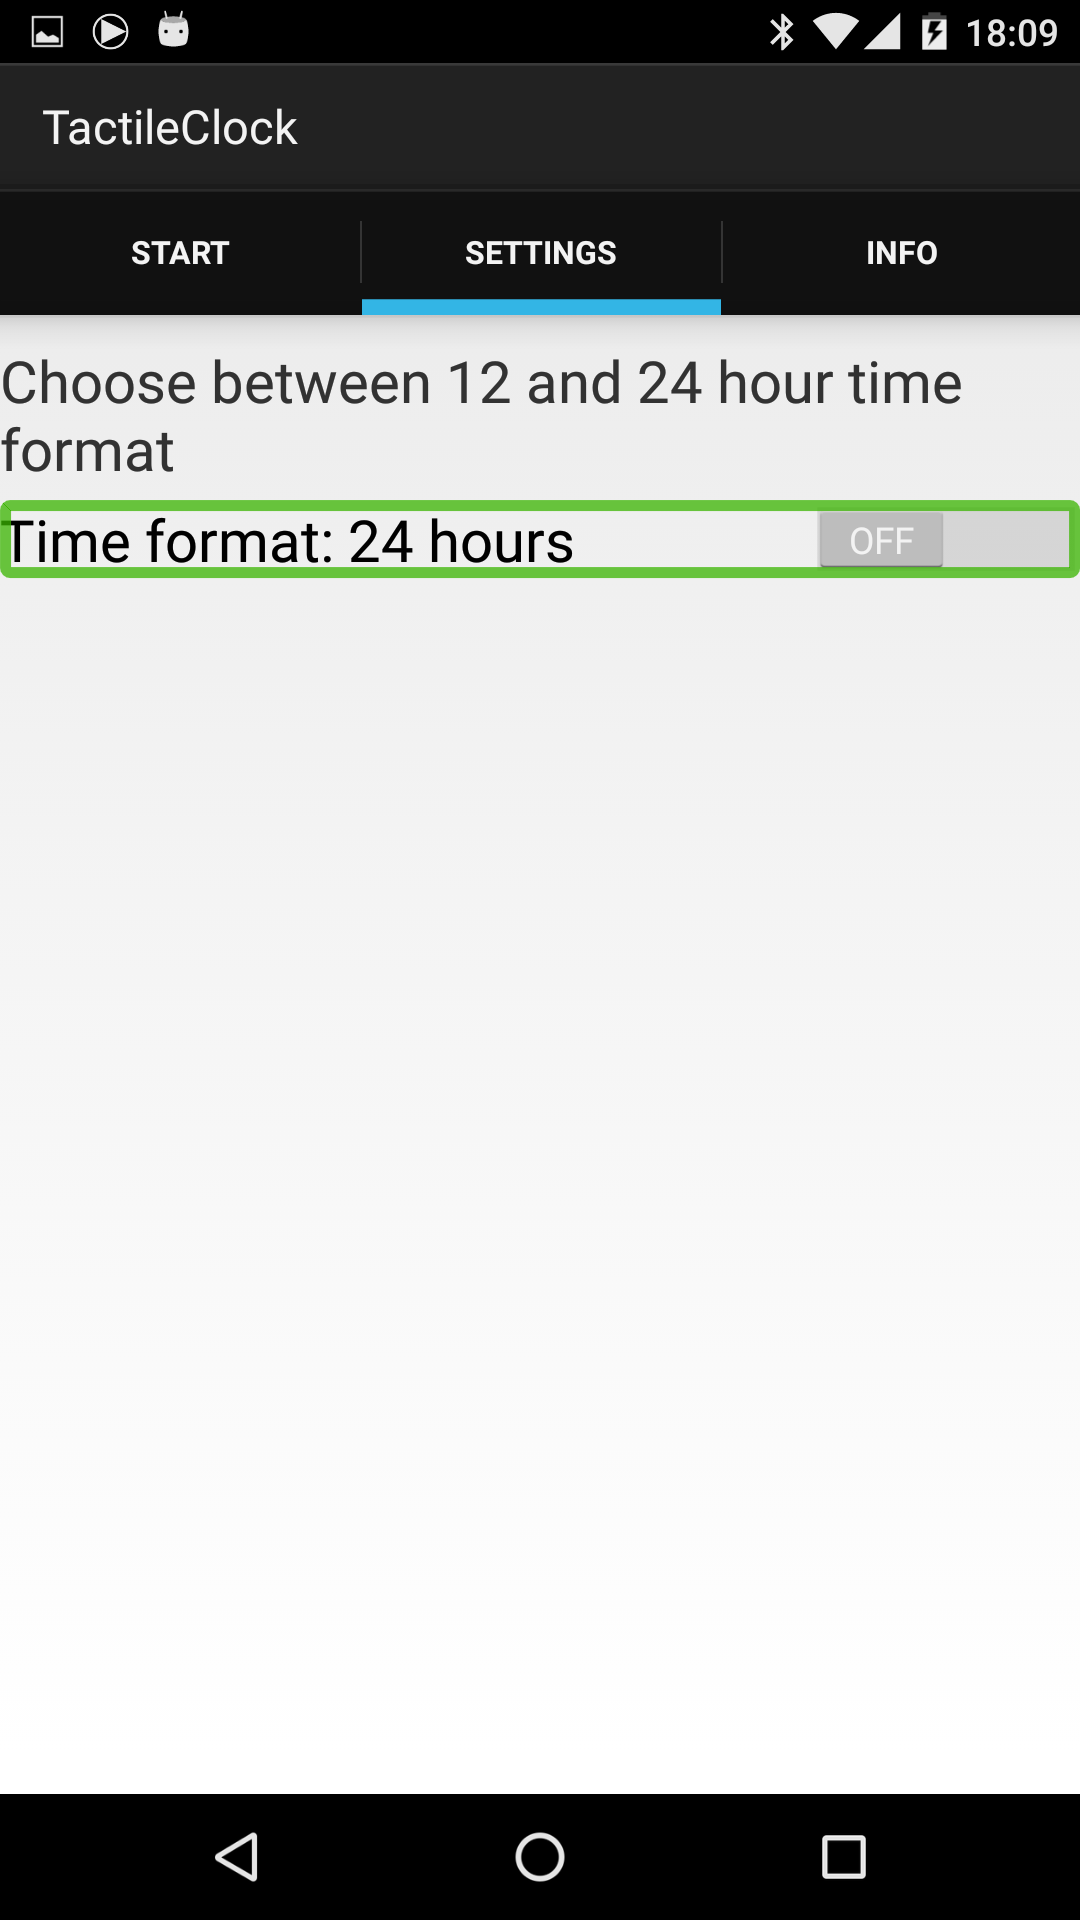 18:09
TactileClock
START
SETTINGS
INFO
Choose between 12 and 24 hour time
format
Time format: 24 hours
OFF